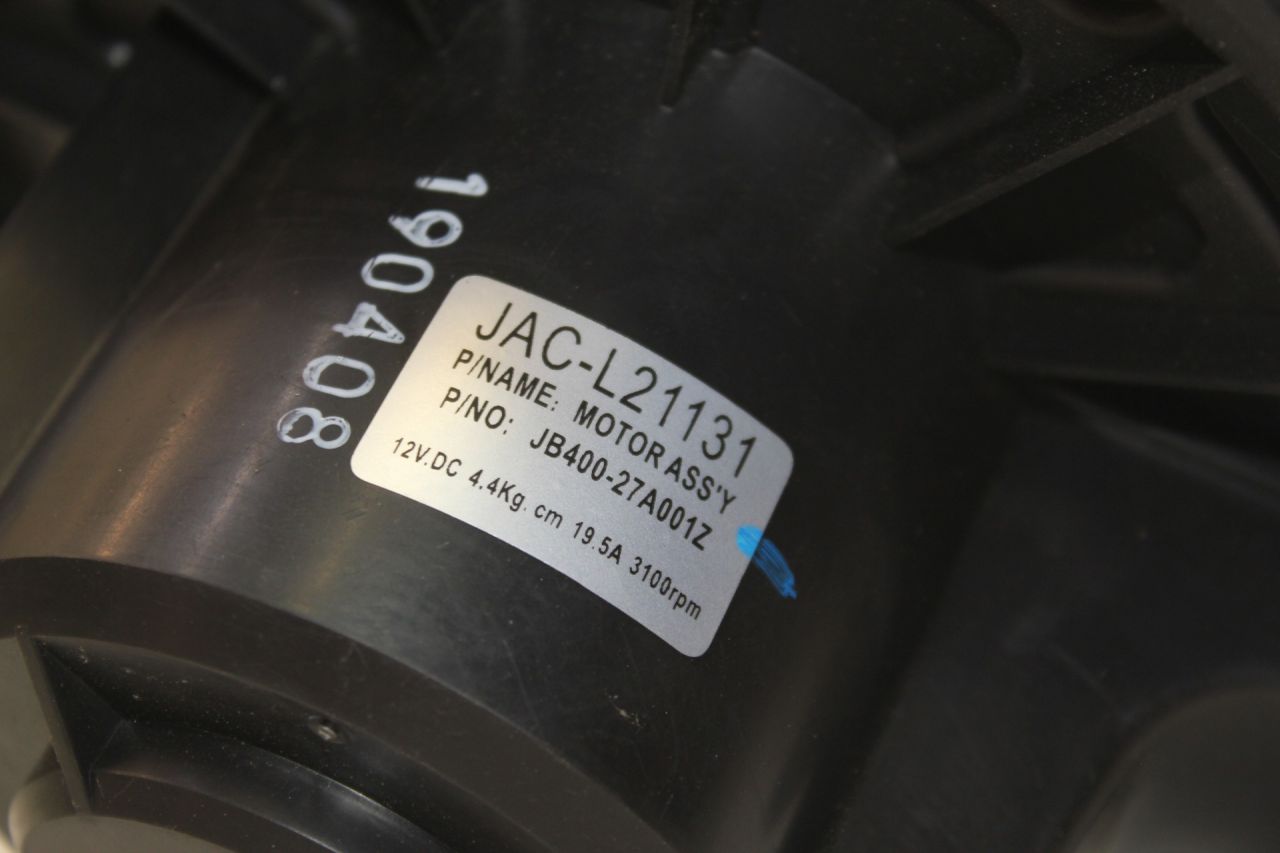 190408
JAC-L21131
P/NAME: MOTOR ASS'Y
P/NO: JB400-27A001Z
12V.DC 4.4Kg.cm 19.5A 3100rpm